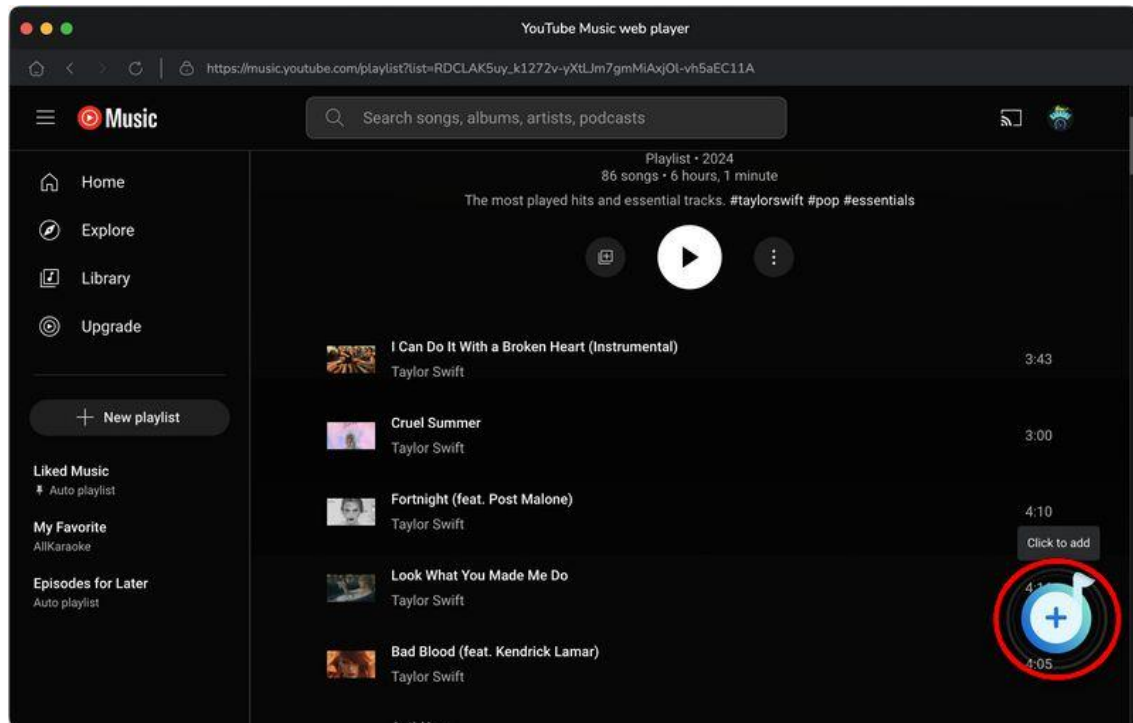 YouTube Music web player
https://music.youtube.com/playlist?list=RDCLAK5uy_k1272v-yXtLJm7gmMiAxjOl-vh5aEC11A
Music
Search songs, albums, artists, podcasts
Home
Explore
Library
Upgrade
New playlist
Liked Music
Auto playlist
My Favorite
AllKaraoke
Episodes for Later
Auto playlist
Playlist • 2024
86 songs • 6 hours, 1 minute
The most played hits and essential tracks. #taylorswift #pop #essentials
I Can Do It With a Broken Heart (Instrumental)
Taylor Swift
3:43
Cruel Summer
Taylor Swift
3:00
Fortnight (feat. Post Malone)
Taylor Swift
4:10
Click to add
Look What You Made Me Do
Taylor Swift
Bad Blood (feat. Kendrick Lamar)
Taylor Swift
4:05